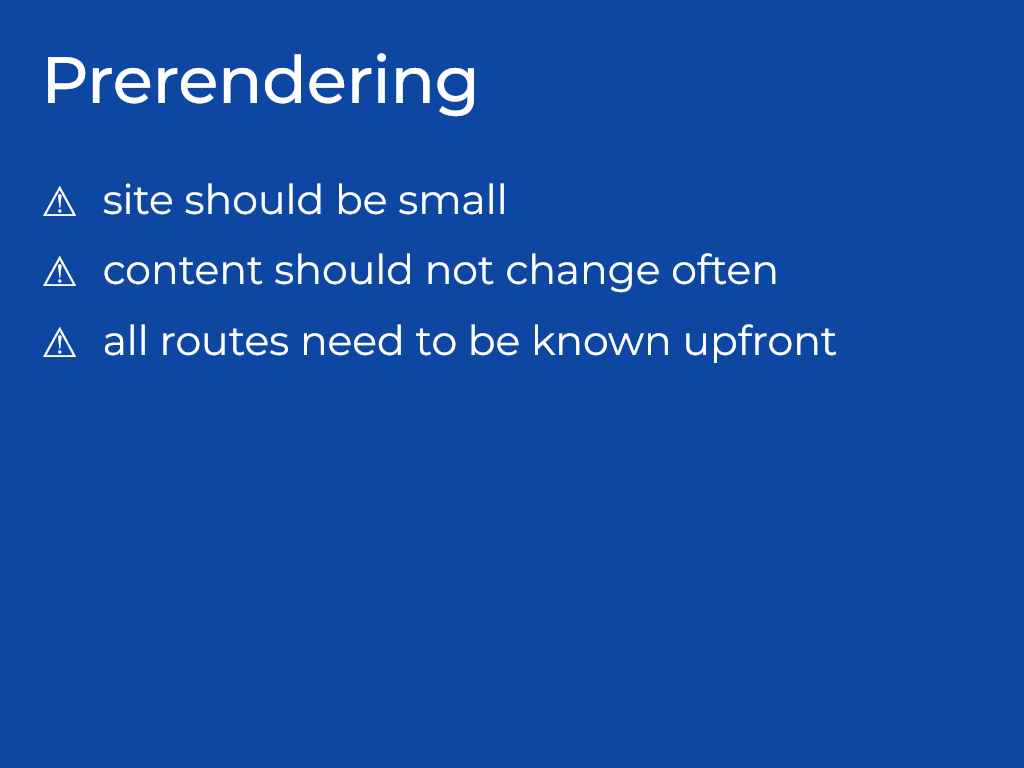 Prerendering
⚠ site should be small
⚠ content should not change often
⚠ all routes need to be known upfront